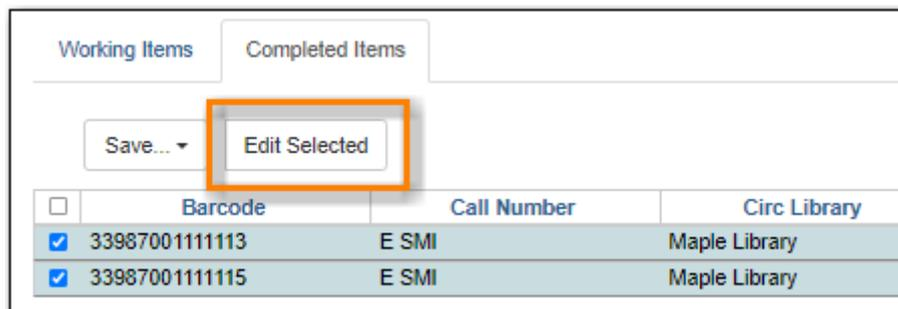 Working Items Completed Items
Save... Edit Selected
Barcode Call Number Circ Library
33987001111113 E SMI Maple Library
33987001111115 E SMI Maple Library